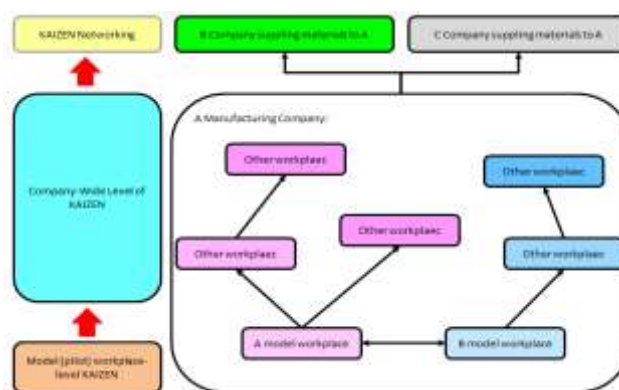 KAIZEN Networking
B Company suppling materials to A
C Company suppling materials to A
A Manufacturing Company:
Other workplaec
Other workplaec
Company-Wide Level of
KAIZEN
Other workplaec
Other workplaec
Other workplaec
Model (pilot) workplace-
level KAIZEN
A model workplace
B model workplace